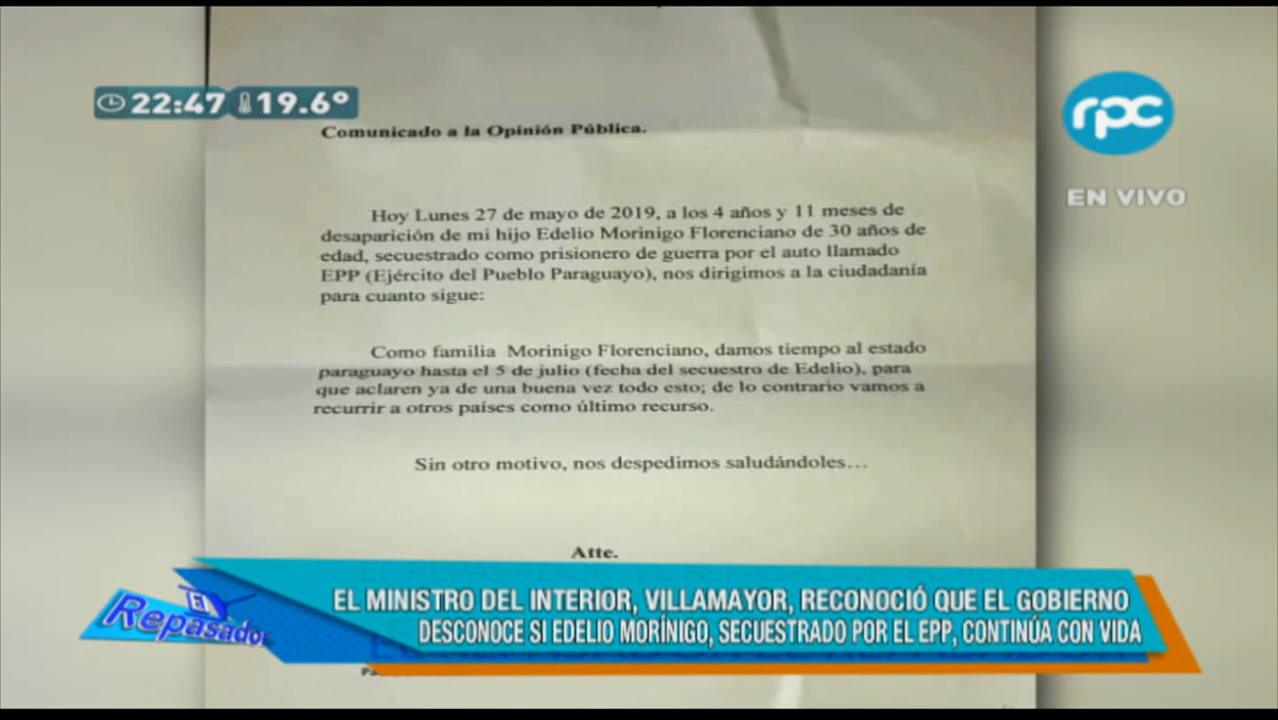 22:47 19.6°
rpc
EN VIVO
Comunicado a la Opinión Pública.
Hoy Lunes 27 de mayo de 2019, a los 4 años y 11 meses de
desaparición de mi hijo Edelio Morinigo Florenciano de 30 años de
edad, secuestrado como prisionero de guerra por el auto llamado
EPP (Ejército del Pueblo Paraguayo), nos dirigimos a la ciudadanía
para cuanto sigue:
Como familia Morinigo Florenciano, damos tiempo al estado
paraguayo hasta el 5 de julio (fecha del secuestro de Edelio), para
que aclaren ya de una buena vez todo esto; de lo contrario vamos a
recurrir a otros países como último recurso.
Sin otro motivo, nos despedimos saludándoles...
Atte.
El Repasador
EL MINISTRO DEL INTERIOR, VILLAMAYOR, RECONOCIÓ QUE EL GOBIERNO
DESCONOCE SI EDELIO MORÍNIGO, SECUESTRADO POR EL EPP, CONTINÚA CON VIDA